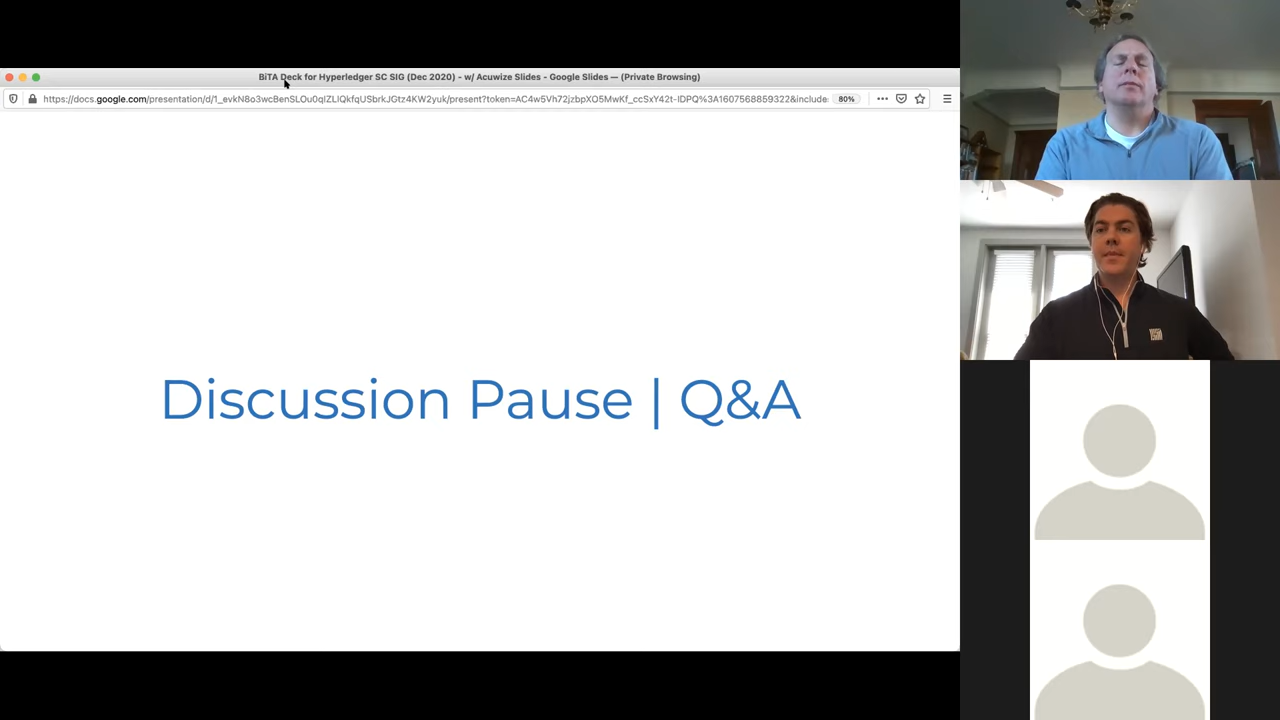 BiTA Deck for Hyperledger SC SIG (Dec 2020) - w/ Acuwize Slides - Google Slides — (Private Browsing)
https://docs.google.com/presentation/d/1_evkN8o3wcBenSLOu0qIZLIQkfqUSbrkJGtz4KW2yuk/present?token=AC4w5Vh72jzbpXO5MwKf_ccSxY42t-IDPQ%3A1607568859322&include: 80%
Discussion Pause | Q&A